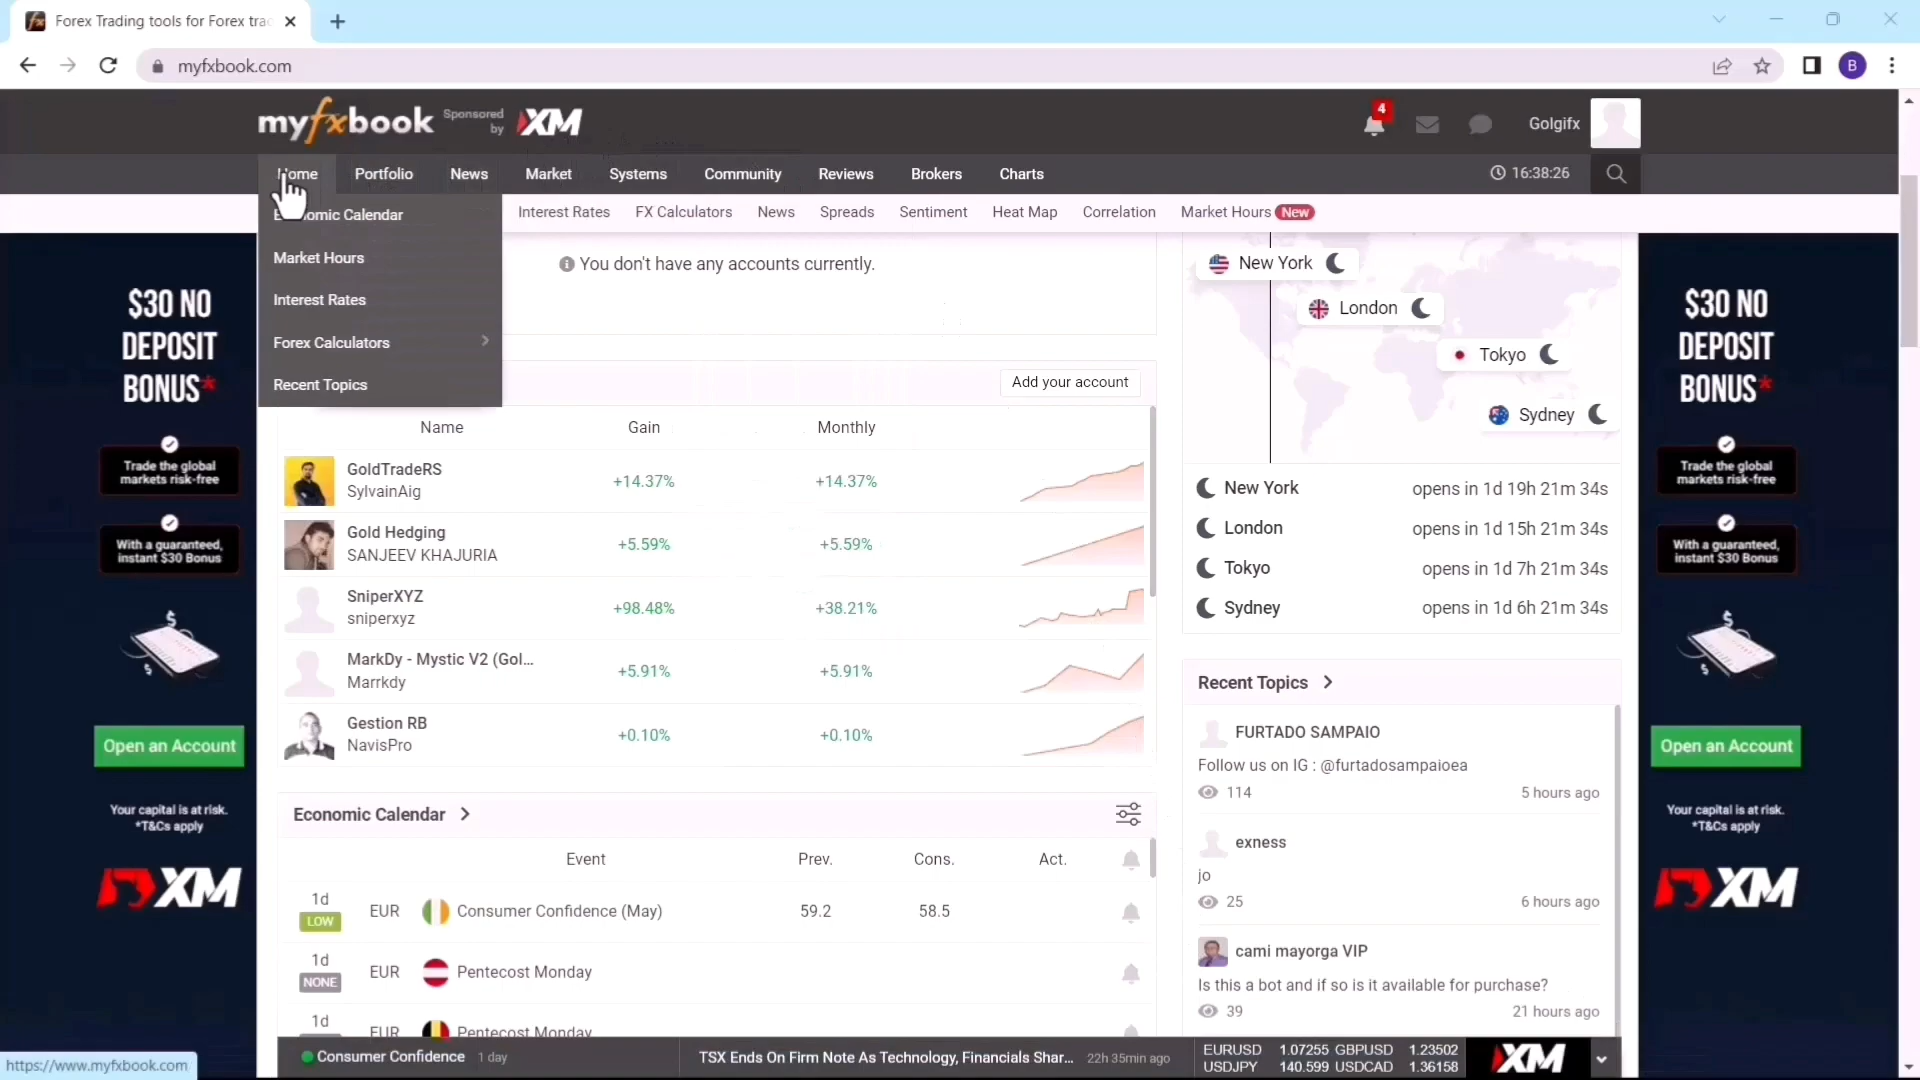 Forex Trading tools for Forex trac
myfxbook.com
B
myfxbook Sponsored by XM
4
Golgifx
Home Portfolio News Market Systems Community Reviews Brokers Charts 16:38:26
Economic Calendar
Interest Rates FX Calculators News Spreads Sentiment Heat Map Correlation Market Hours New
Market Hours
Interest Rates
Forex Calculators
Recent Topics
You don't have any accounts currently.
Add your account
Name Gain Monthly
GoldTradeRS
SylvainAig
+14.37% +14.37%
Gold Hedging
SANJEEV KHAJURIA
+5.59% +5.59%
SniperXYZ
sniperxyz
+98.48% +38.21%
MarkDy - Mystic V2 (Gol...
Marrkdy
+5.91% +5.91%
Gestion RB
NavisPro
+0.10% +0.10%
Economic Calendar
Event Prev. Cons. Act.
1d
LOW
EUR Consumer Confidence (May) 59.2 58.5
1d
NONE
EUR Pentecost Monday
1d
EUR Pentecost Monday
New York
London
Tokyo
Sydney
New York opens in 1d 19h 21m 34s
London opens in 1d 15h 21m 34s
Tokyo opens in 1d 7h 21m 34s
Sydney opens in 1d 6h 21m 34s
Recent Topics
FURTADO SAMPAIO
Follow us on IG : @furtadosampaioea
114 5 hours ago
exness
jo
25 6 hours ago
cami mayorga VIP
Is this a bot and if so is it available for purchase?
39 21 hours ago
$30 NO
DEPOSIT
BONUS*
Trade the global
markets risk-free
With a guaranteed,
instant $30 Bonus
Open an Account
Your capital is at risk.
*T&Cs apply
XM
$30 NO
DEPOSIT
BONUS*
Trade the global
markets risk-free
With a guaranteed,
instant $30 Bonus
Open an Account
Your capital is at risk.
*T&Cs apply
XM
Consumer Confidence 1 day
TSX Ends On Firm Note As Technology, Financials Shar... 22h 35min ago
EURUSD 1.07255 GBPUSD 1.23502
USDJPY 140.599 USDCAD 1.36158
XM
https://www.myfxbook.com